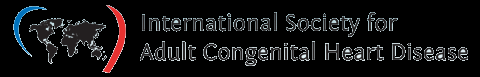 International Society for
Adult Congenital Heart Disease